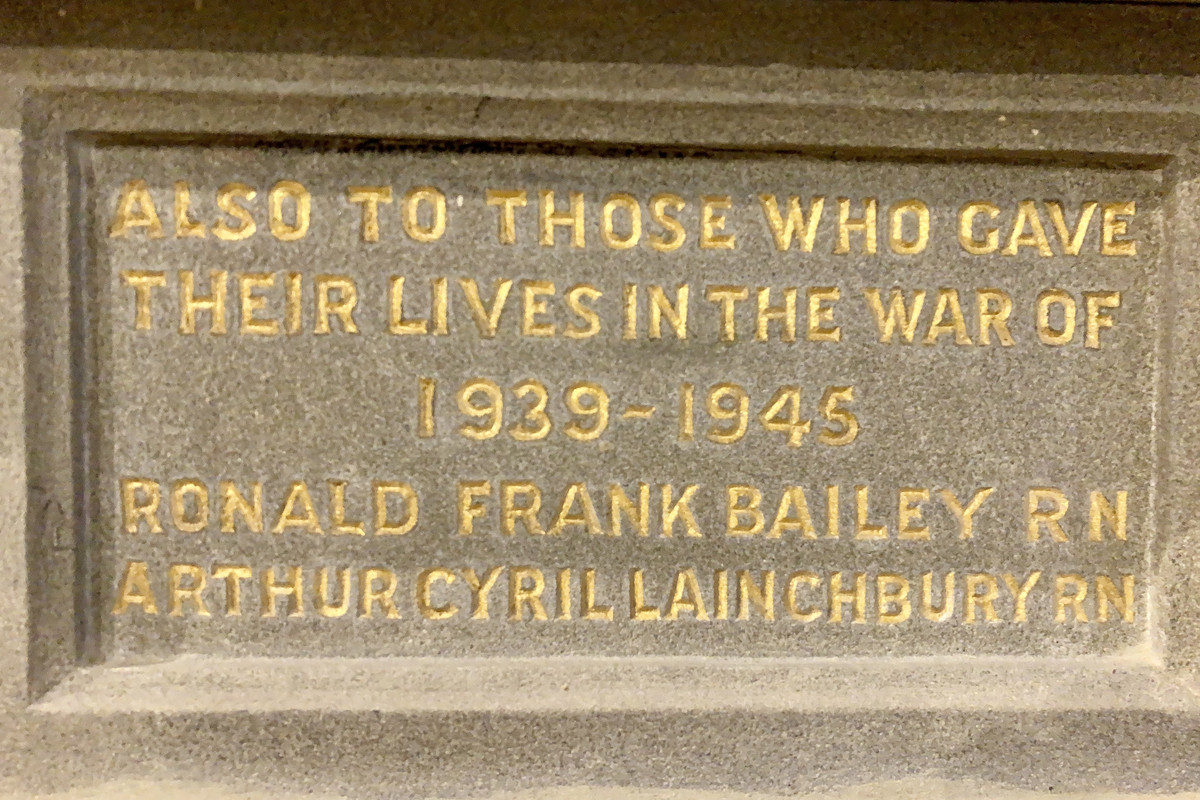 ALSO TO THOSE WHO GAVE
THEIR LIVES IN THE WAR OF
1939-1945
RONALD FRANK BAILEY RN
ARTHUR CYRIL LAINCHBURY RN